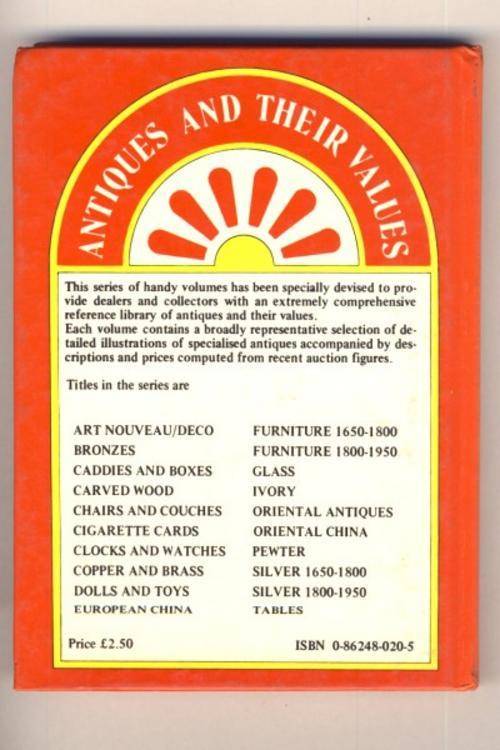 ANTIQUES AND THEIR VALUES
This series of handy volumes has been specially devised to pro-
vide dealers and collectors with an extremely comprehensive
reference library of antiques and their values.
Each volume contains a broadly representative selection of de-
tailed illustrations of specialised antiques accompanied by des-
criptions and prices computed from recent auction figures.
Titles in the series are
ART NOUVEAU/DECO
BRONZES
CADDIES AND BOXES
CARVED WOOD
CHAIRS AND COUCHES
CIGARETTE CARDS
CLOCKS AND WATCHES
COPPER AND BRASS
DOLLS AND TOYS
EUROPEAN CHINA
FURNITURE 1650-1800
FURNITURE 1800-1950
GLASS
IVORY
ORIENTAL ANTIQUES
ORIENTAL CHINA
PEWTER
SILVER 1650-1800
SILVER 1800-1950
TABLES
Price £2.50
ISBN 0-86248-020-5